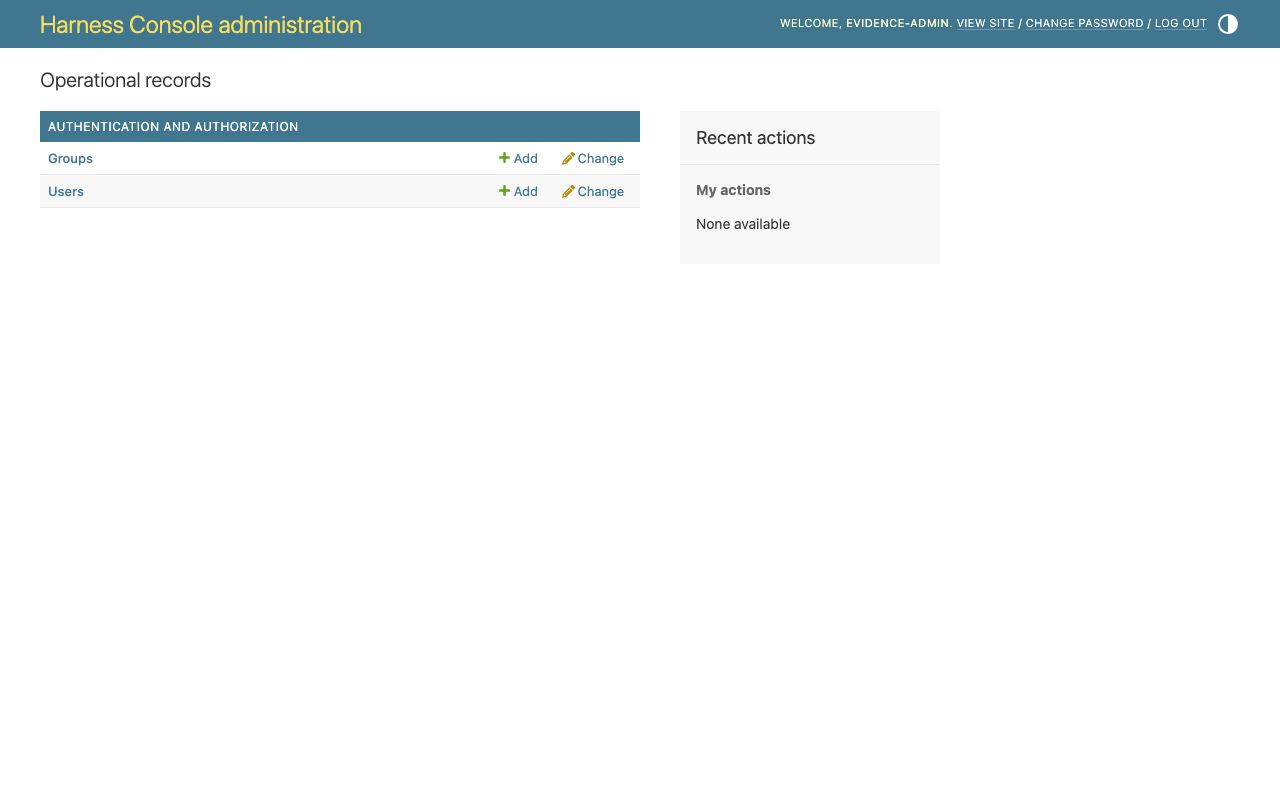 Harness Console administration
WELCOME, EVIDENCE-ADMIN. VIEW SITE / CHANGE PASSWORD / LOG OUT
Operational records
AUTHENTICATION AND AUTHORIZATION
Groups Add Change
Users Add Change
Recent actions
My actions
None available